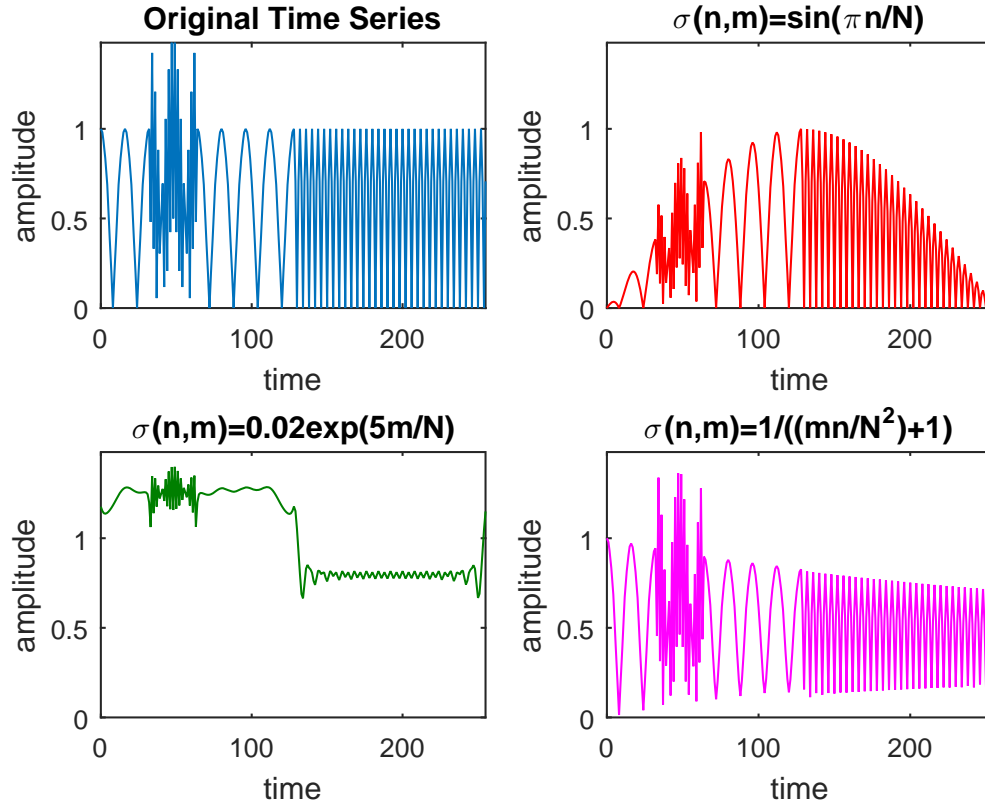 Original Time Series
amplitude
1
0.5
0
0
100
200
time
σ(n,m)=sin(πn/N)
amplitude
1
0.5
0
0
100
200
time
σ(n,m)=0.02exp(5m/N)
amplitude
1
0.5
0
0
100
200
time
σ(n,m)=1/((mn/N²)+1)
amplitude
1
0.5
0
0
100
200
time